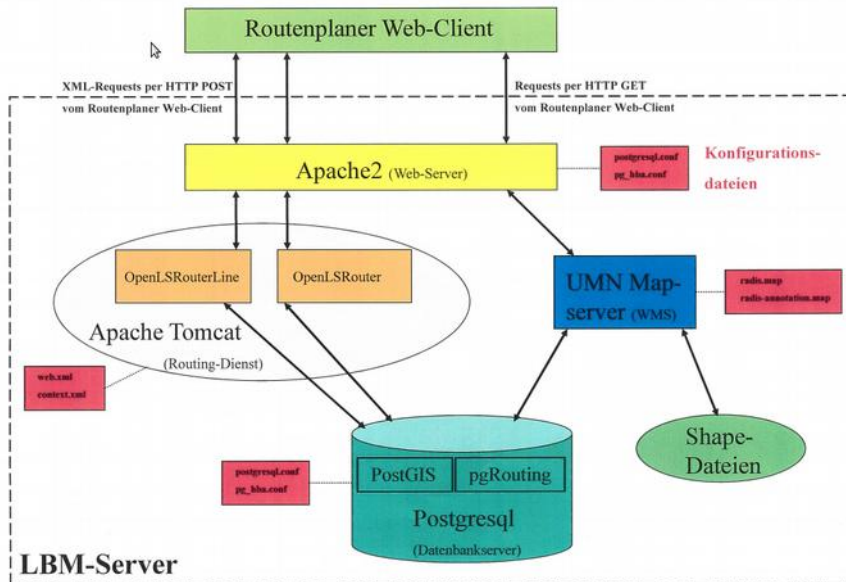 Routenplaner Web-Client
XML-Requests per HTTP POST
vom Routenplaner Web-Client
Requests per HTTP GET
vom Routenplaner Web-Client
Apache2 (Web-Server)
postgresql.conf
pg_hba.conf
Konfigurations-
dateien
OpenLSRouterLine
OpenLSRouter
Apache Tomcat
(Routing-Dienst)
UMN Map-
server (WMS)
radis.map
radis-annotation.map
web.xml
context.xml
postgresql.conf
pg_hba.conf
PostGIS
pgRouting
Postgresql
(Datenbankserver)
Shape-
Dateien
LBM-Server